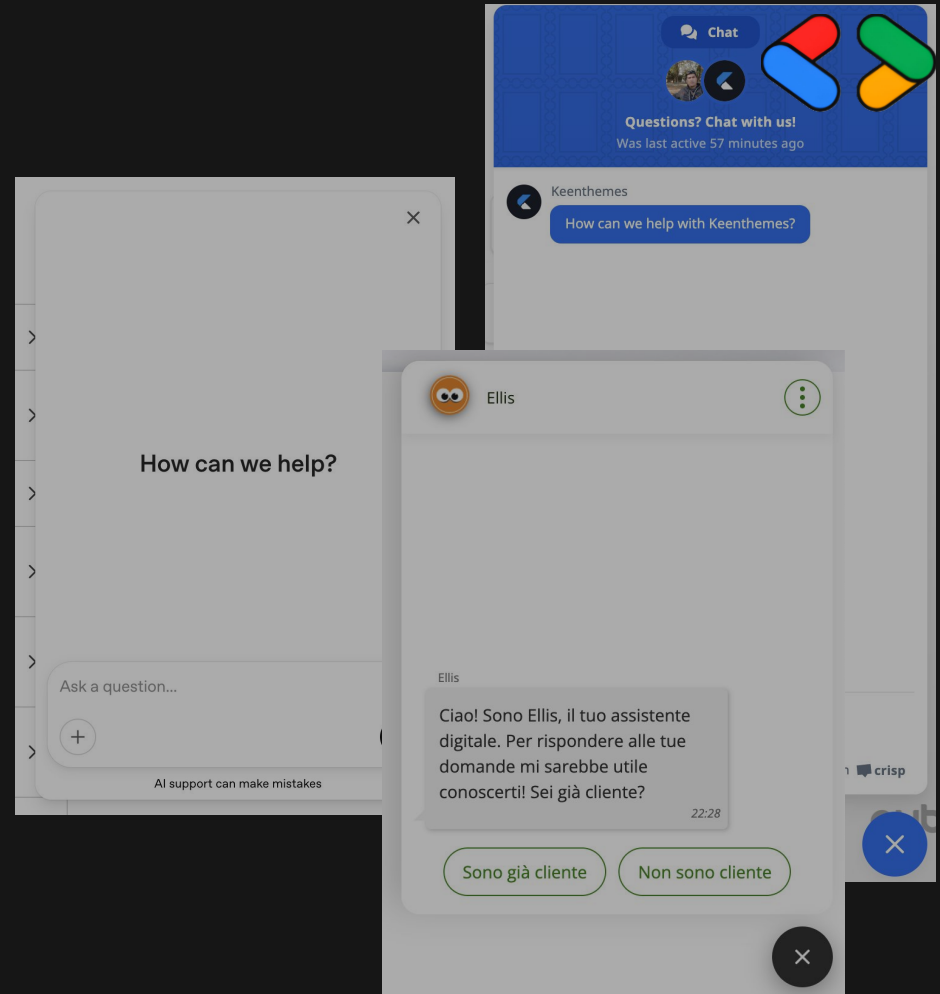 Chat
Questions? Chat with us!
Was last active 57 minutes ago
Keenthemes
How can we help with Keenthemes?
How can we help?
Ask a question...
AI support can make mistakes
Ellis
Ellis
Ciao! Sono Ellis, il tuo assistente
digitale. Per rispondere alle tue
domande mi sarebbe utile
conoscerti! Sei già cliente?
22:28
Sono già cliente
Non sono cliente
crisp